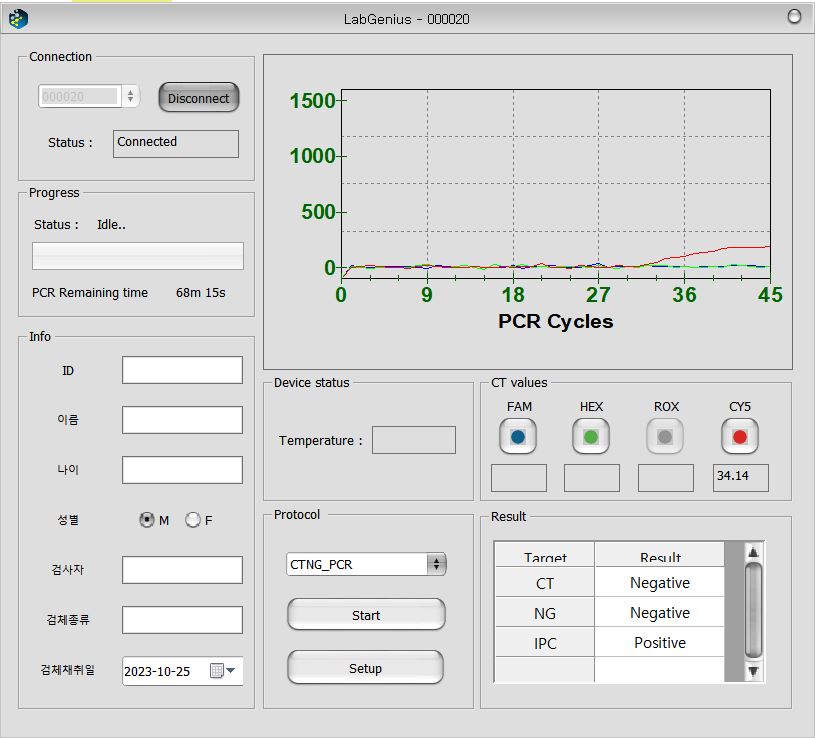 LabGenius - 000020
Connection
000020
Disconnect
Status :
Connected
Progress
Status : Idle..
PCR Remaining time 68m 15s
Info
ID
이름
나이
성별 M F
검사자
검체종류
검체채취일 2023-10-25
1500
1000
500
0
0 9 18 27 36 45
PCR Cycles
Device status
Temperature :
CT values
FAM HEX ROX CY5
34.14
Protocol
CTNG_PCR
Start
Setup
Result
Target Result
CT Negative
NG Negative
IPC Positive